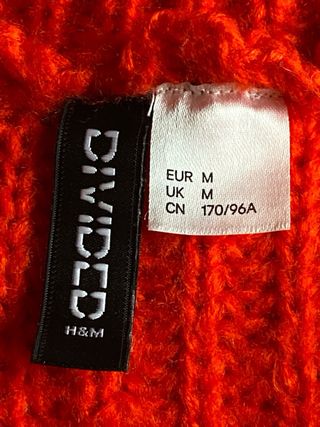 DIVIDED
H&M
EUR M
UK M
CN 170/96A